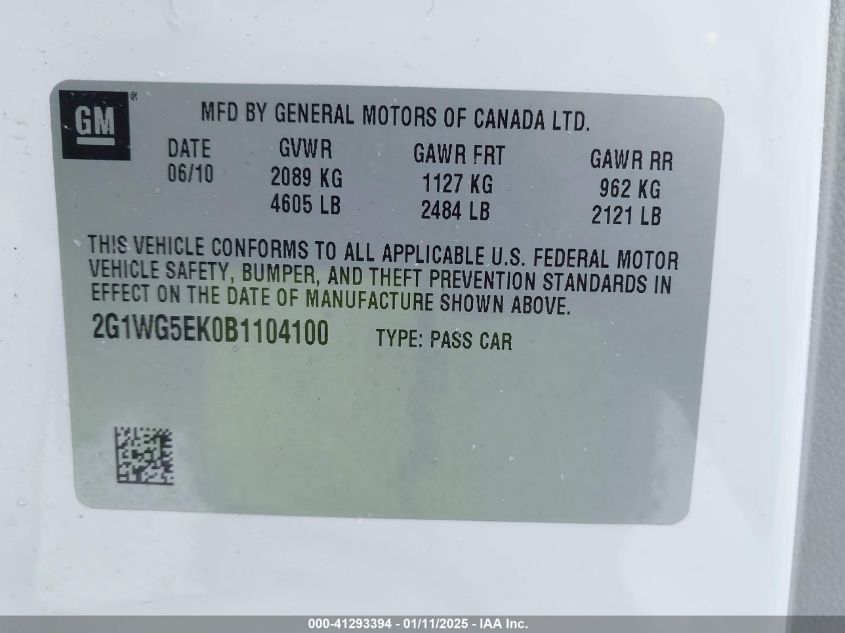 GM ®
MFD BY GENERAL MOTORS OF CANADA LTD.
DATE GVWR GAWR FRT GAWR RR
06/10 2089 KG 1127 KG 962 KG
4605 LB 2484 LB 2121 LB
THIS VEHICLE CONFORMS TO ALL APPLICABLE U.S. FEDERAL MOTOR
VEHICLE SAFETY, BUMPER, AND THEFT PREVENTION STANDARDS IN
EFFECT ON THE DATE OF MANUFACTURE SHOWN ABOVE.
2G1WG5EK0B1104100 TYPE: PASS CAR
000-41293394 - 01/11/2025 - IAA Inc.